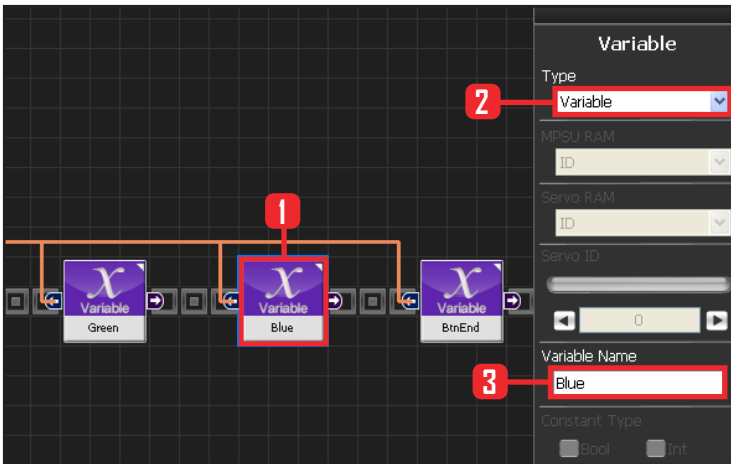 Variable
Type
2
Variable
MPSU RAM
ID
Servo RAM
ID
1
Servo ID
0
x
Variable
Green
x
Variable
Blue
x
Variable
BtnEnd
Variable Name
3
Blue
Constant Type
Bool
Int